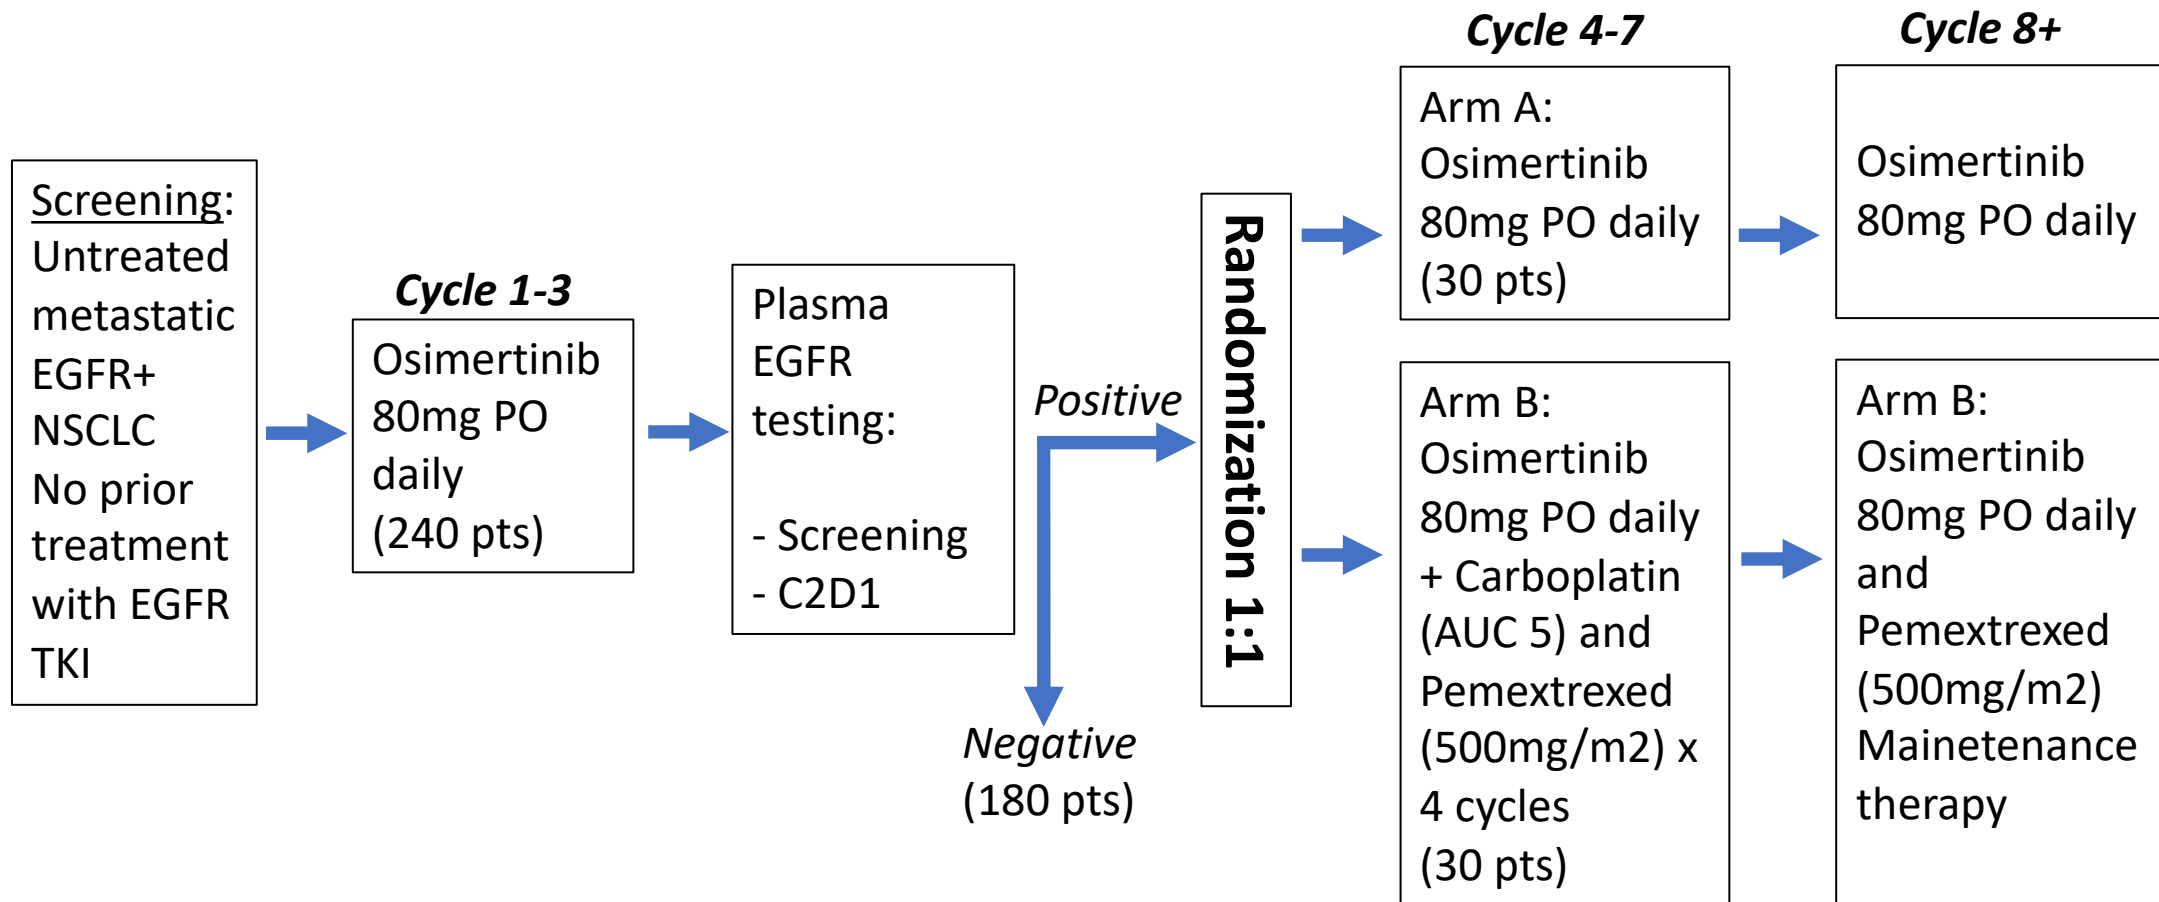 Screening:
Untreated
metastatic
EGFR+
NSCLC
No prior
treatment
with EGFR
TKI
Cycle 1-3
Osimertinib
80mg PO
daily
(240 pts)
Plasma
EGFR
testing:
- Screening
- C2D1
Positive
Negative
(180 pts)
Randomization 1:1
Cycle 4-7
Arm A:
Osimertinib
80mg PO daily
(30 pts)
Arm B:
Osimertinib
80mg PO daily
+ Carboplatin
(AUC 5) and
Pemextrexed
(500mg/m2) x
4 cycles
(30 pts)
Cycle 8+
Osimertinib
80mg PO daily
Arm B:
Osimertinib
80mg PO daily
and
Pemextrexed
(500mg/m2)
Mainetenance
therapy